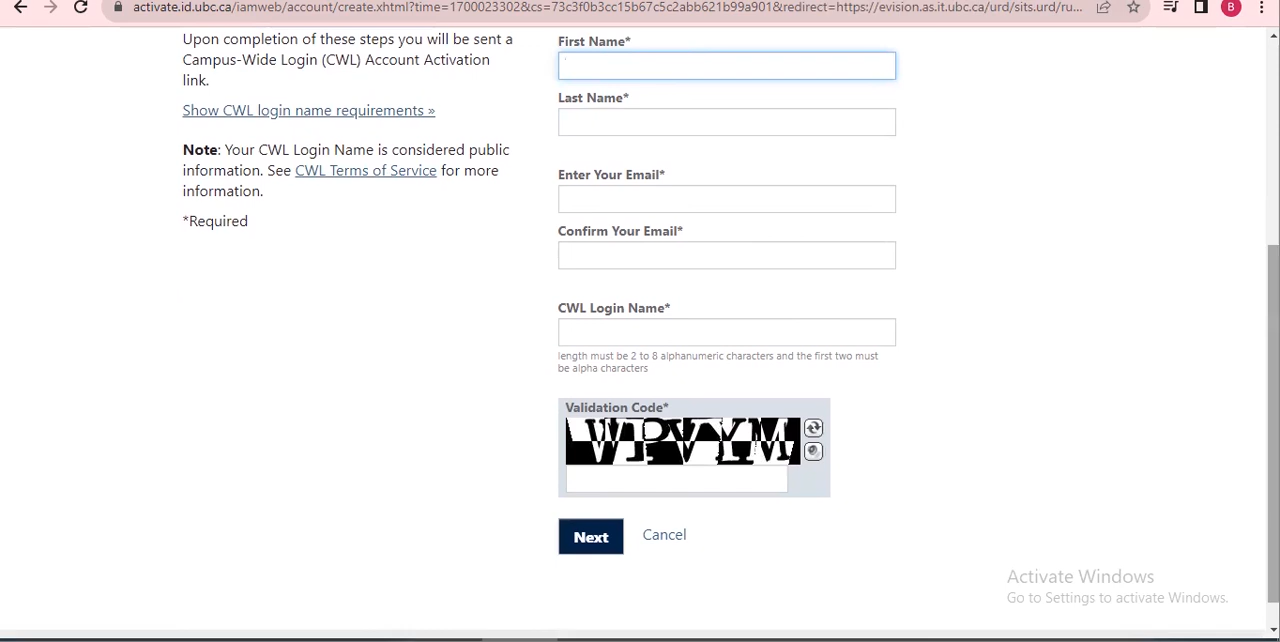 activate.id.ubc.ca/iamweb/account/create.xhtml?time=1700023302&cs=73c3f0b3cc15b67c5c2abb621b99a901&redirect=https://evision.as.it.ubc.ca/urd/sits.urd/ru...
B
Upon completion of these steps you will be sent a
Campus-Wide Login (CWL) Account Activation
link.
Show CWL login name requirements »
Note: Your CWL Login Name is considered public
information. See CWL Terms of Service for more
information.
*Required
First Name*
Last Name*
Enter Your Email*
Confirm Your Email*
CWL Login Name*
length must be 2 to 8 alphanumeric characters and the first two must
be alpha characters
Validation Code*
Next
Cancel
Activate Windows
Go to Settings to activate Windows.